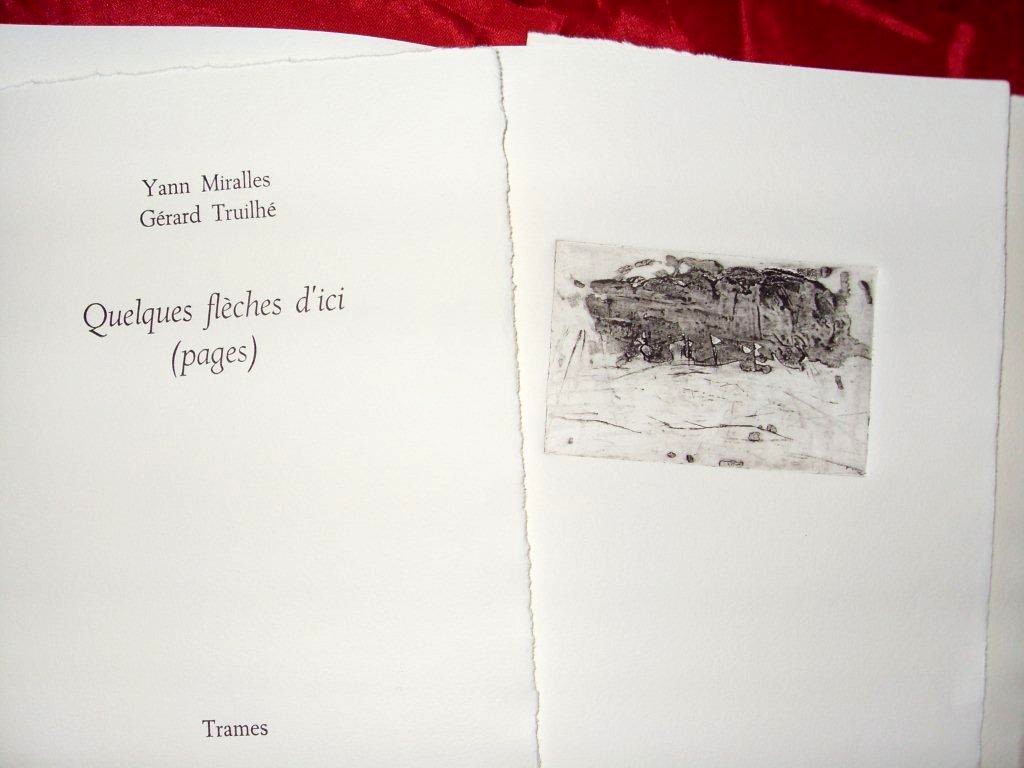 Yann Miralles
Gérard Truilhé
Quelques flèches d'ici
(pages)
Trames